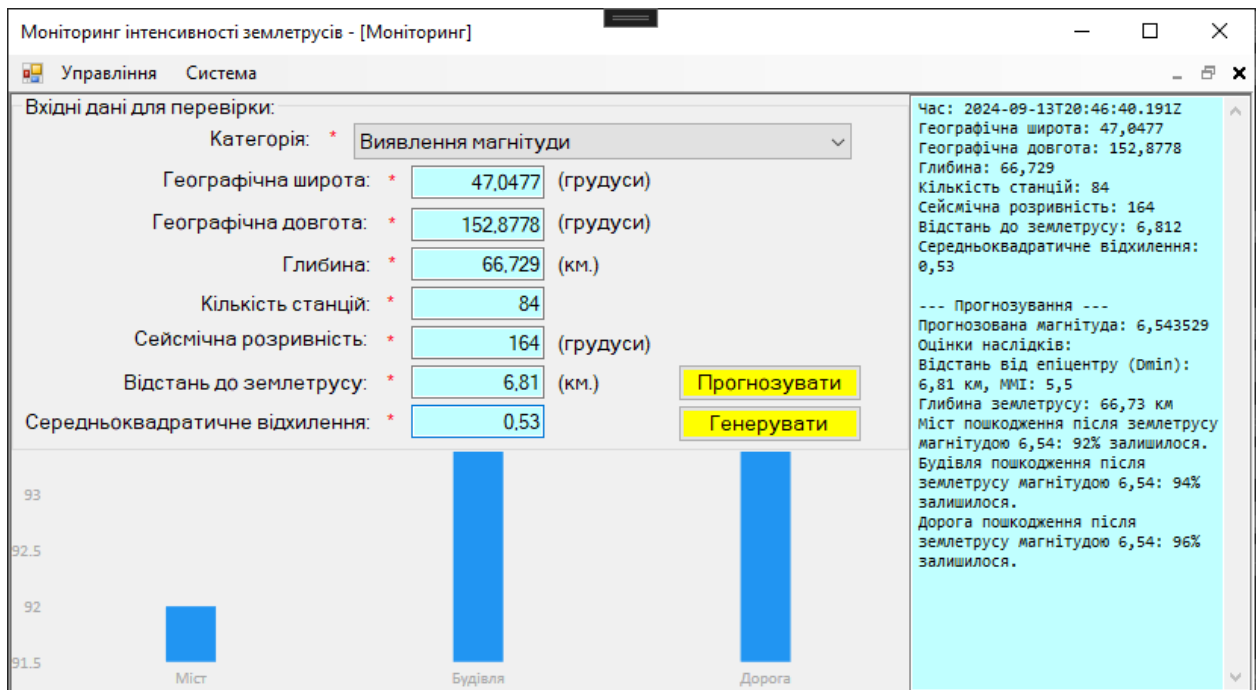 Моніторинг інтенсивності землетрусів - [Моніторинг]
Управління Система
Вхідні дані для перевірки:
Категорія: * Виявлення магнітуди
Географічна широта: * 47,0477 (грудуси)
Географічна довгота: * 152,8778 (грудуси)
Глибина: * 66,729 (км.)
Кількість станцій: * 84
Сейсмічна розривність: * 164 (грудуси)
Відстань до землетрусу: * 6,81 (км.) Прогнозувати
Середньоквадратичне відхилення: * 0,53 Генерувати
93
92.5
92
91.5
Міст Будівля Дорога
Час: 2024-09-13T20:46:40.191Z
Географічна широта: 47,0477
Географічна довгота: 152,8778
Глибина: 66,729
Кількість станцій: 84
Сейсмічна розривність: 164
Відстань до землетрусу: 6,812
Середньоквадратичне відхилення:
0,53
--- Прогнозування ---
Прогнозована магнітуда: 6,543529
Оцінки наслідків:
Відстань від епіцентру (Dmin):
6,81 км, MMI: 5,5
Глибина землетрусу: 66,73 км
Міст пошкодження після землетрусу
магнітудою 6,54: 92% залишилося.
Будівля пошкодження після
землетрусу магнітудою 6,54: 94%
залишилося.
Дорога пошкодження після
землетрусу магнітудою 6,54: 96%
залишилося.